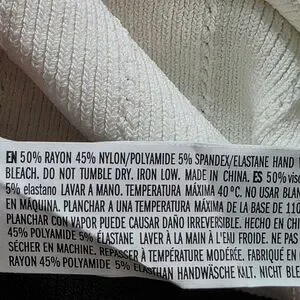 EN 50% RAYON 45% NYLON/POLYAMIDE 5% SPANDEX/ELASTANE HAND
BLEACH. DO NOT TUMBLE DRY. IRON LOW. MADE IN CHINA. ES 50% visc
5% elastano LAVAR A MANO. TEMPERATURA MÁXIMA 40°C. NO USAR BLAN
EN MÁQUINA. PLANCHAR A UNA TEMPERATURA MÁXIMA DE LA BASE DE 110
PLANCHAR CON VAPOR PUEDE CAUSAR DAÑO IRREVERSIBLE. HECHO EN CHI
45% POLYAMIDE 5% ÉLASTANE LAVER À LA MAIN À L'EAU FROIDE. NE PAS
SÉCHER EN MACHINE. REPASSER À TEMPÉRATURE MODÉRÉE. FABRIQUÉ EN
RAYON 45% POLYAMIDE 5% ELASTHAN HANDWÄSCHE KALT. NICHT BLE